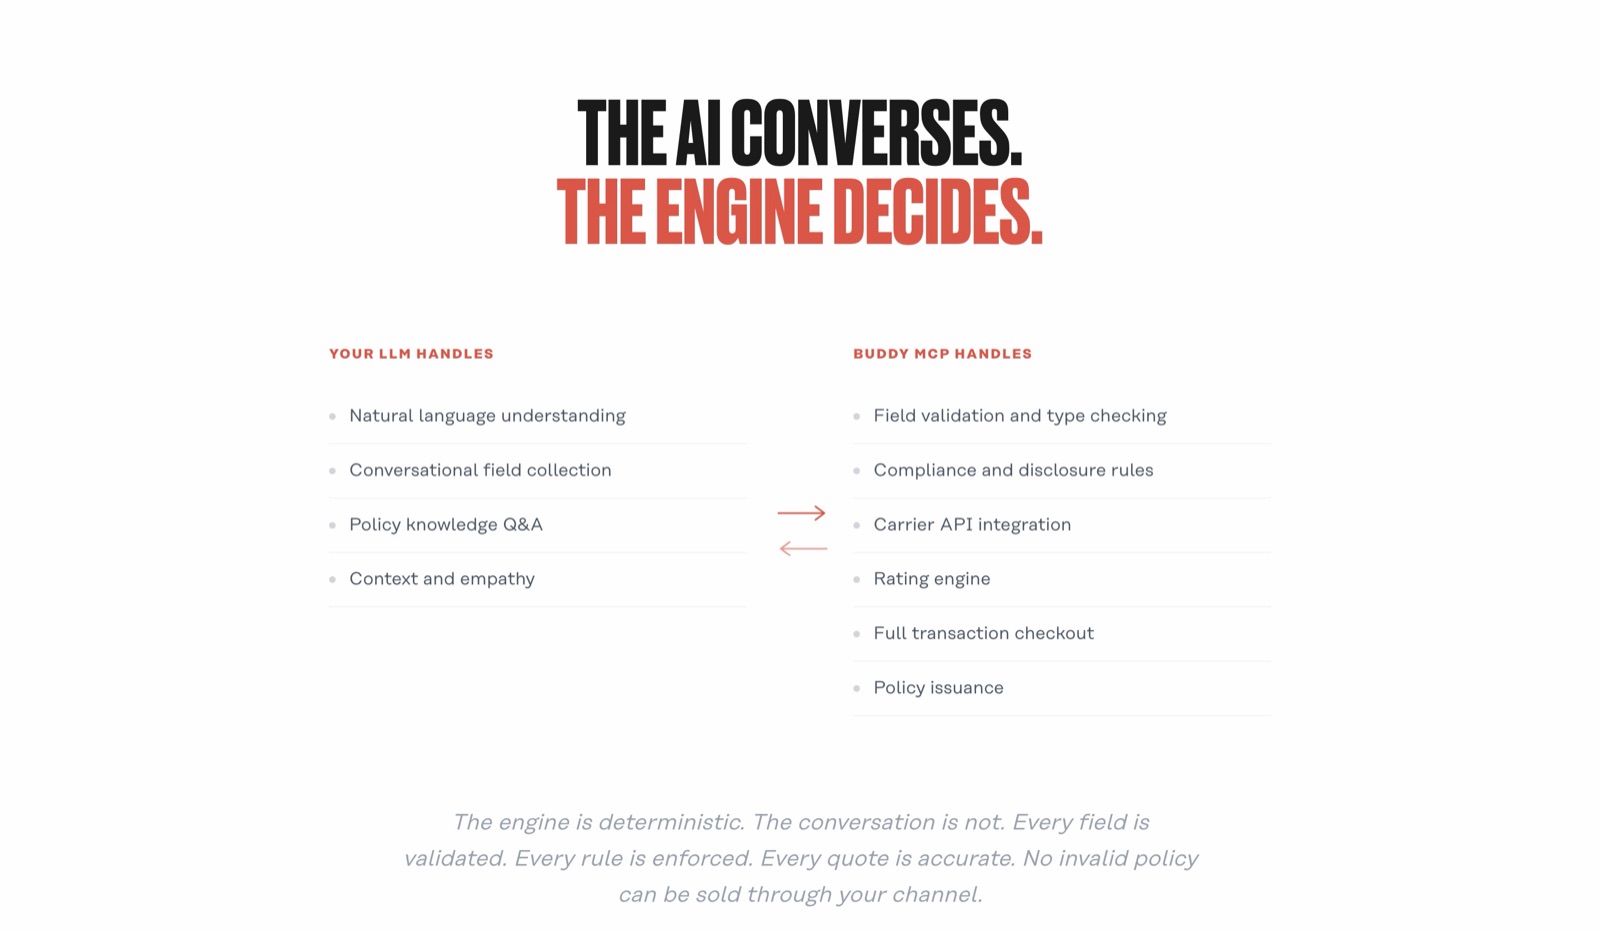 THE AI CONVERSES.
THE ENGINE DECIDES.
YOUR LLM HANDLES
Natural language understanding
Conversational field collection
Policy knowledge Q&A
Context and empathy
BUDDY MCP HANDLES
Field validation and type checking
Compliance and disclosure rules
Carrier API integration
Rating engine
Full transaction checkout
Policy issuance
The engine is deterministic. The conversation is not. Every field is
validated. Every rule is enforced. Every quote is accurate. No invalid policy
can be sold through your channel.